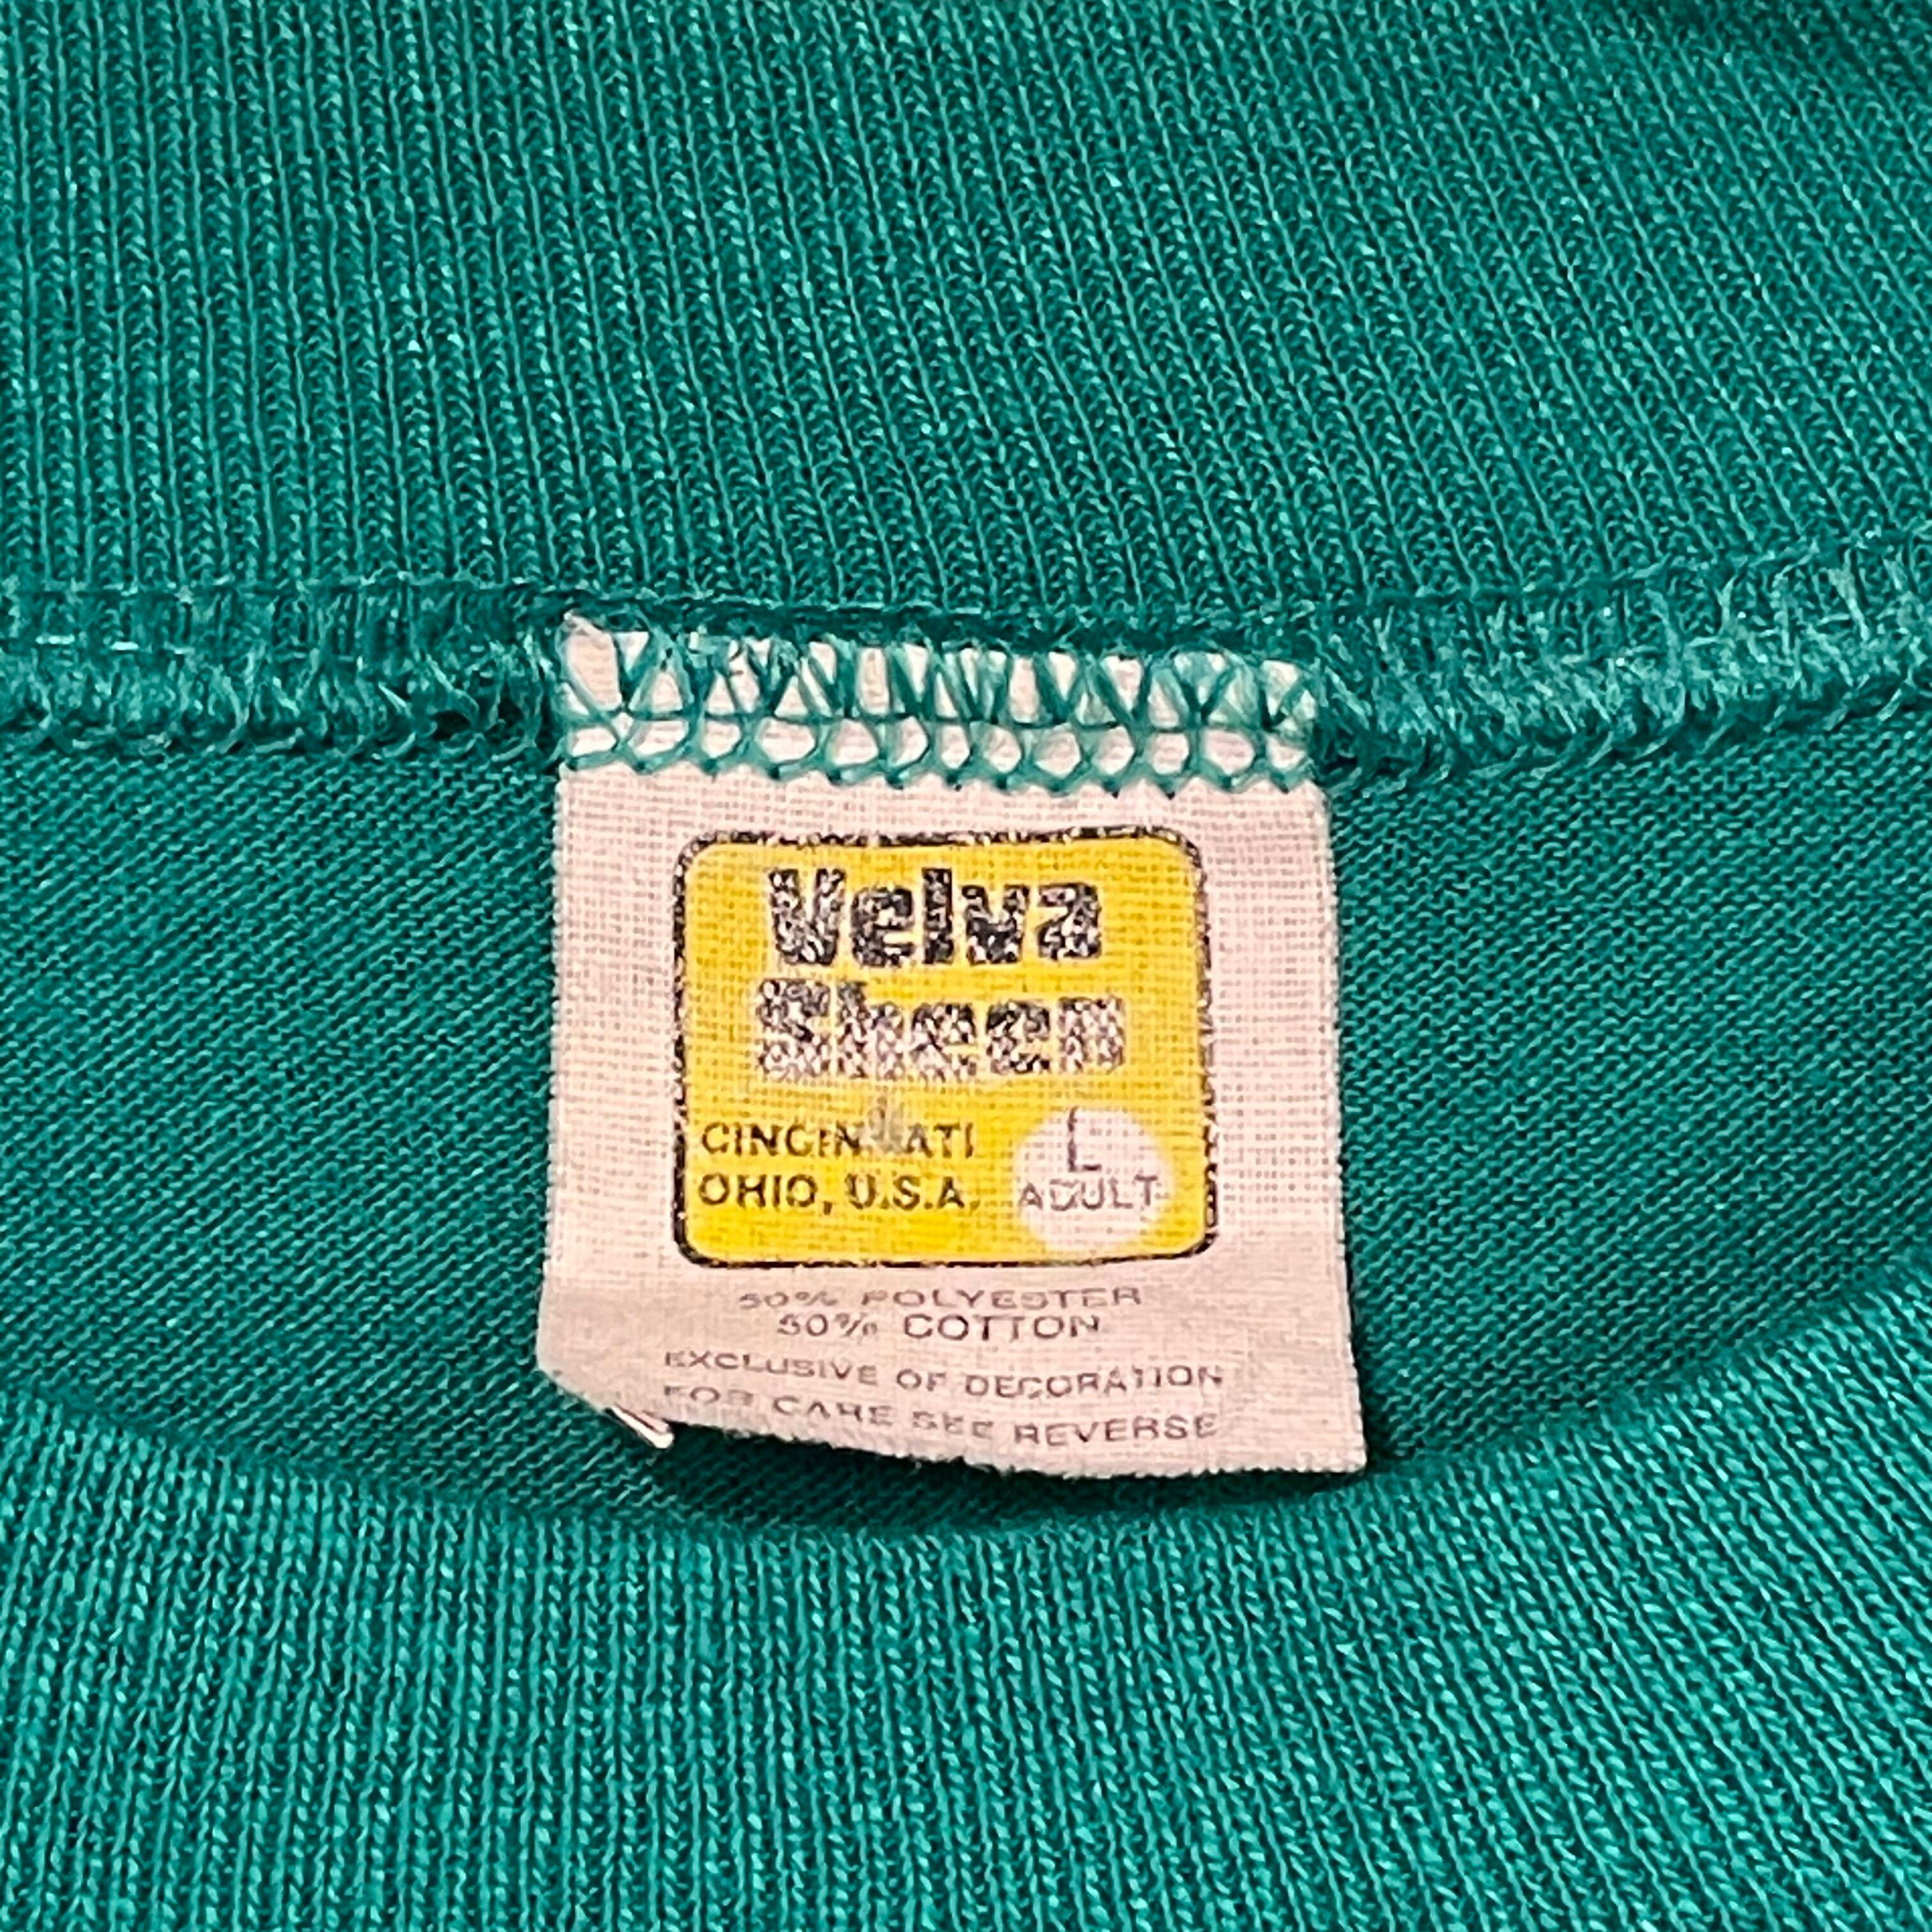 Velva
Sheen
CINCINNATI
OHIO, U.S.A.
L
ADULT
50% POLYESTER
50% COTTON
EXCLUSIVE OF DECORATION
FOR CARE SEE REVERSE